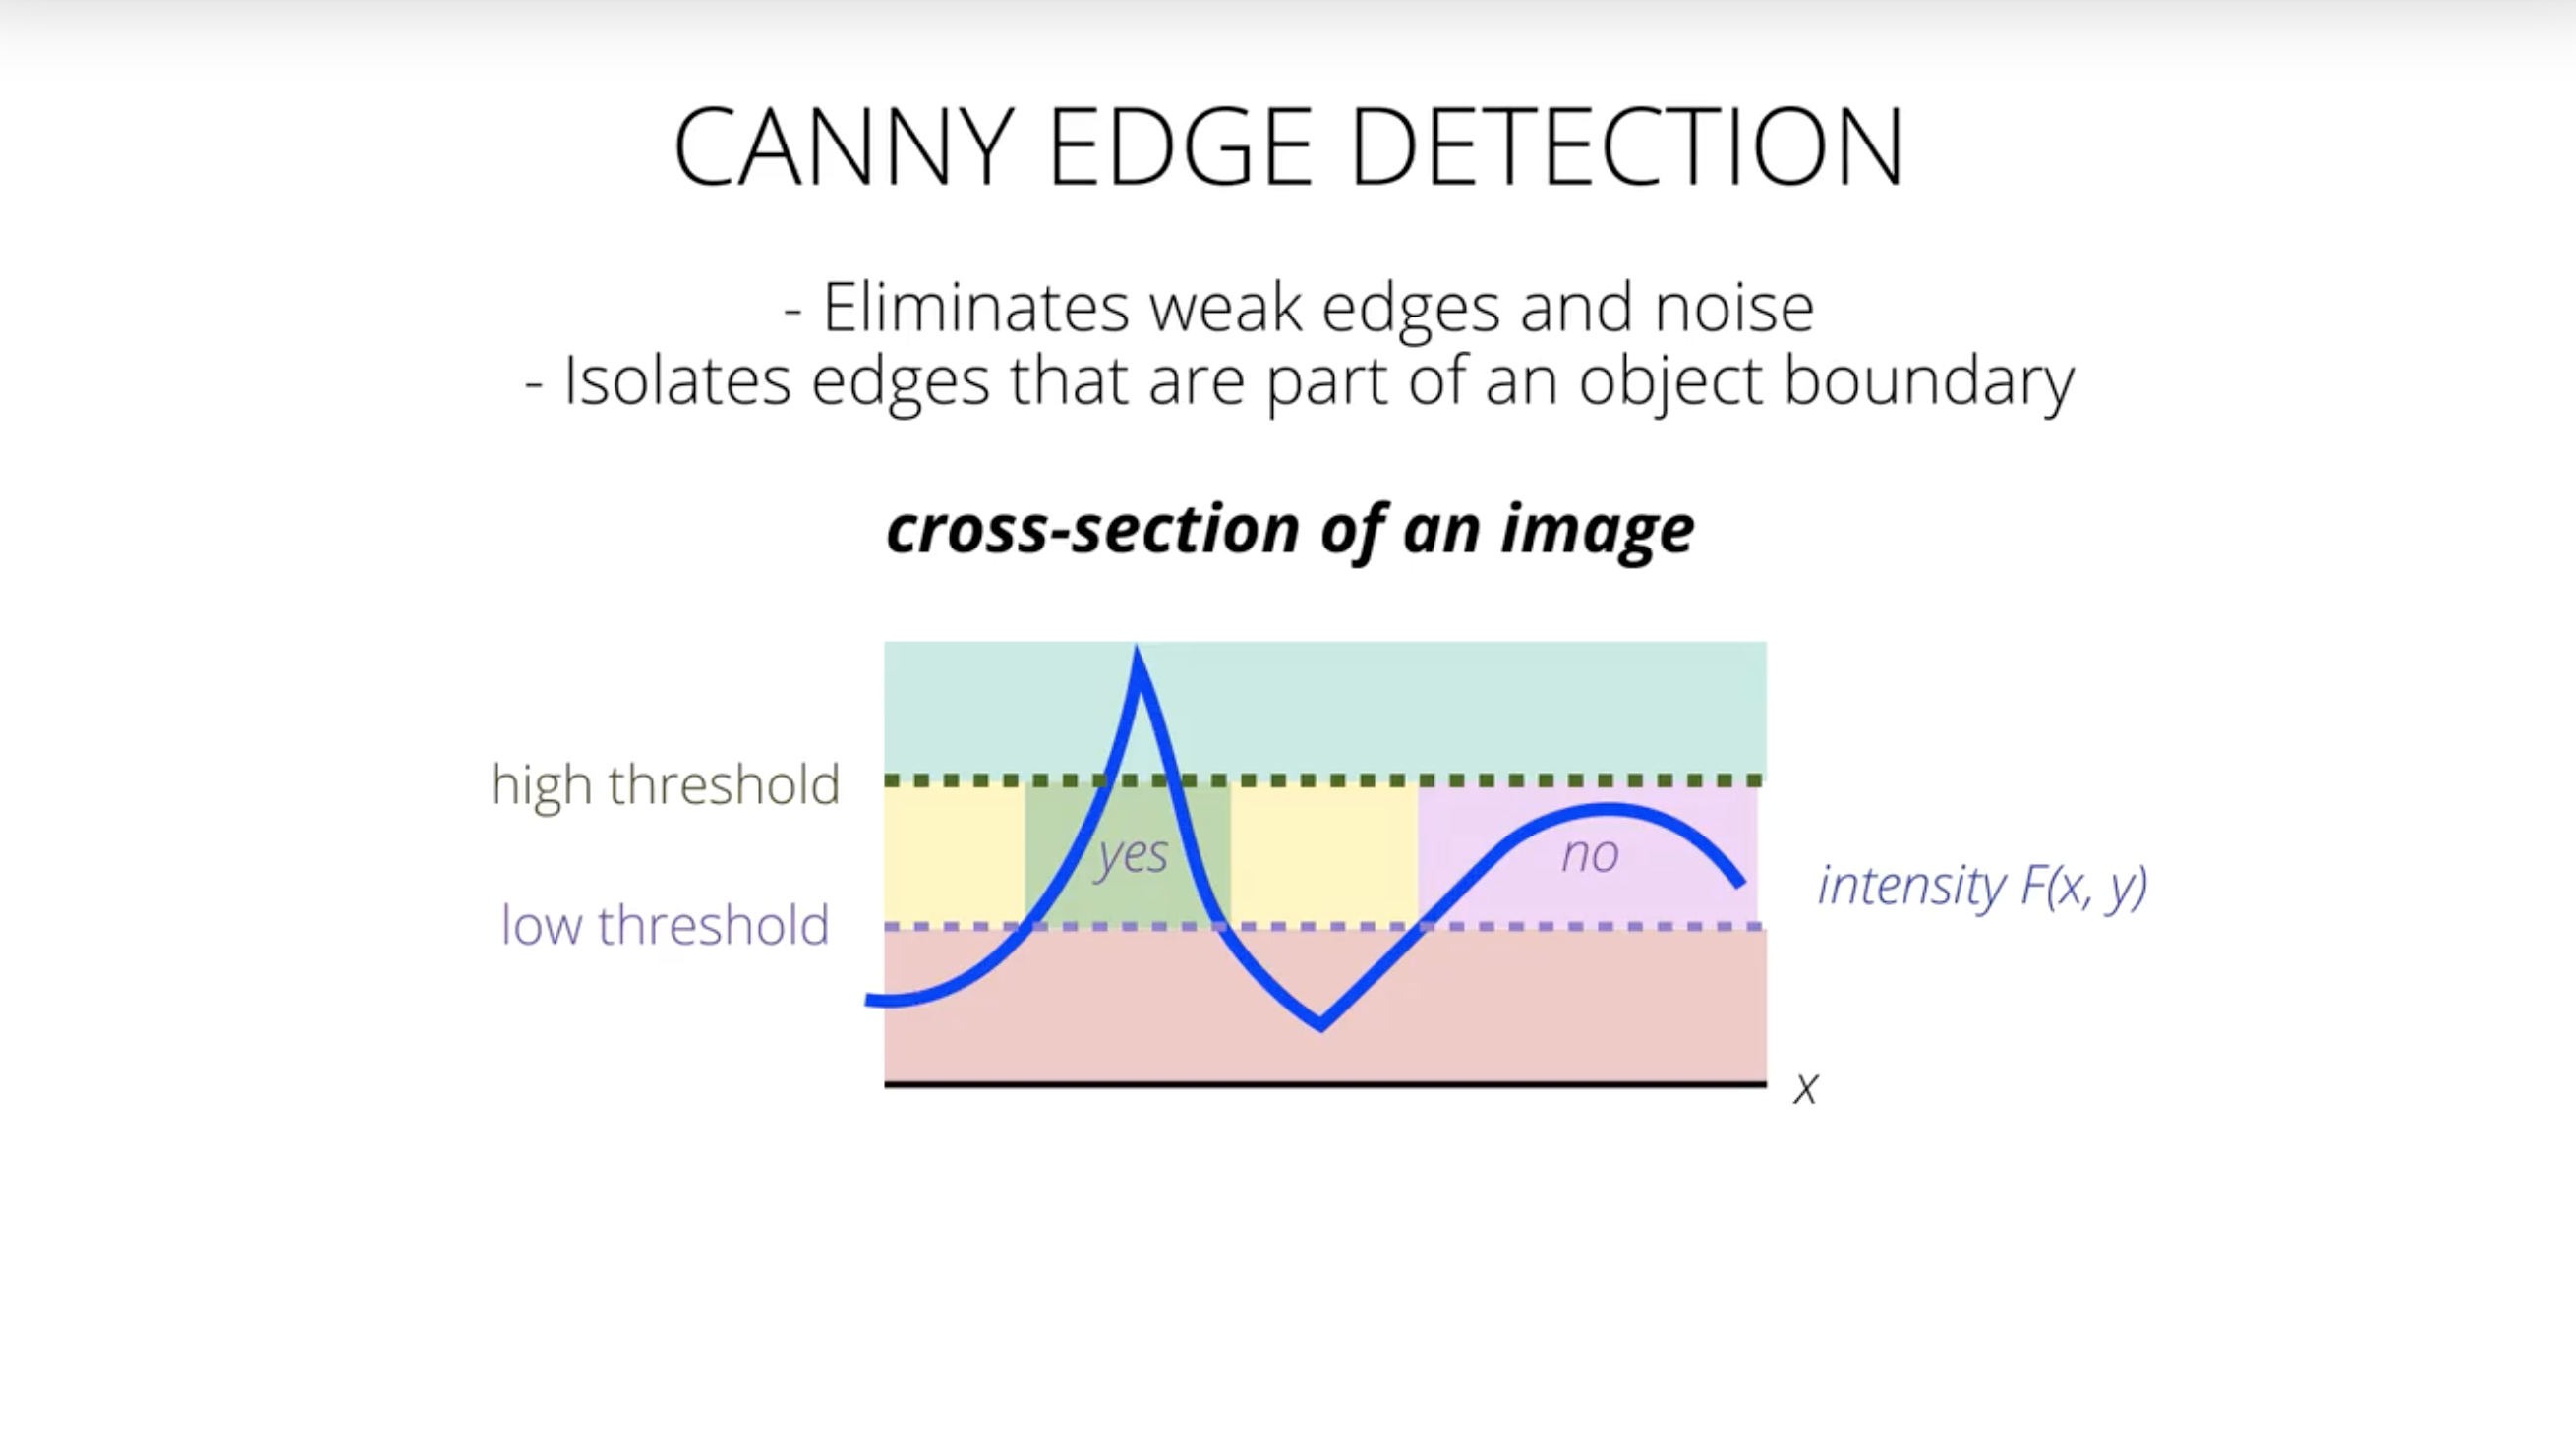 CANNY EDGE DETECTION
- Eliminates weak edges and noise
- Isolates edges that are part of an object boundary
cross-section of an image
high threshold
yes
no
intensity F(x, y)
low threshold
x